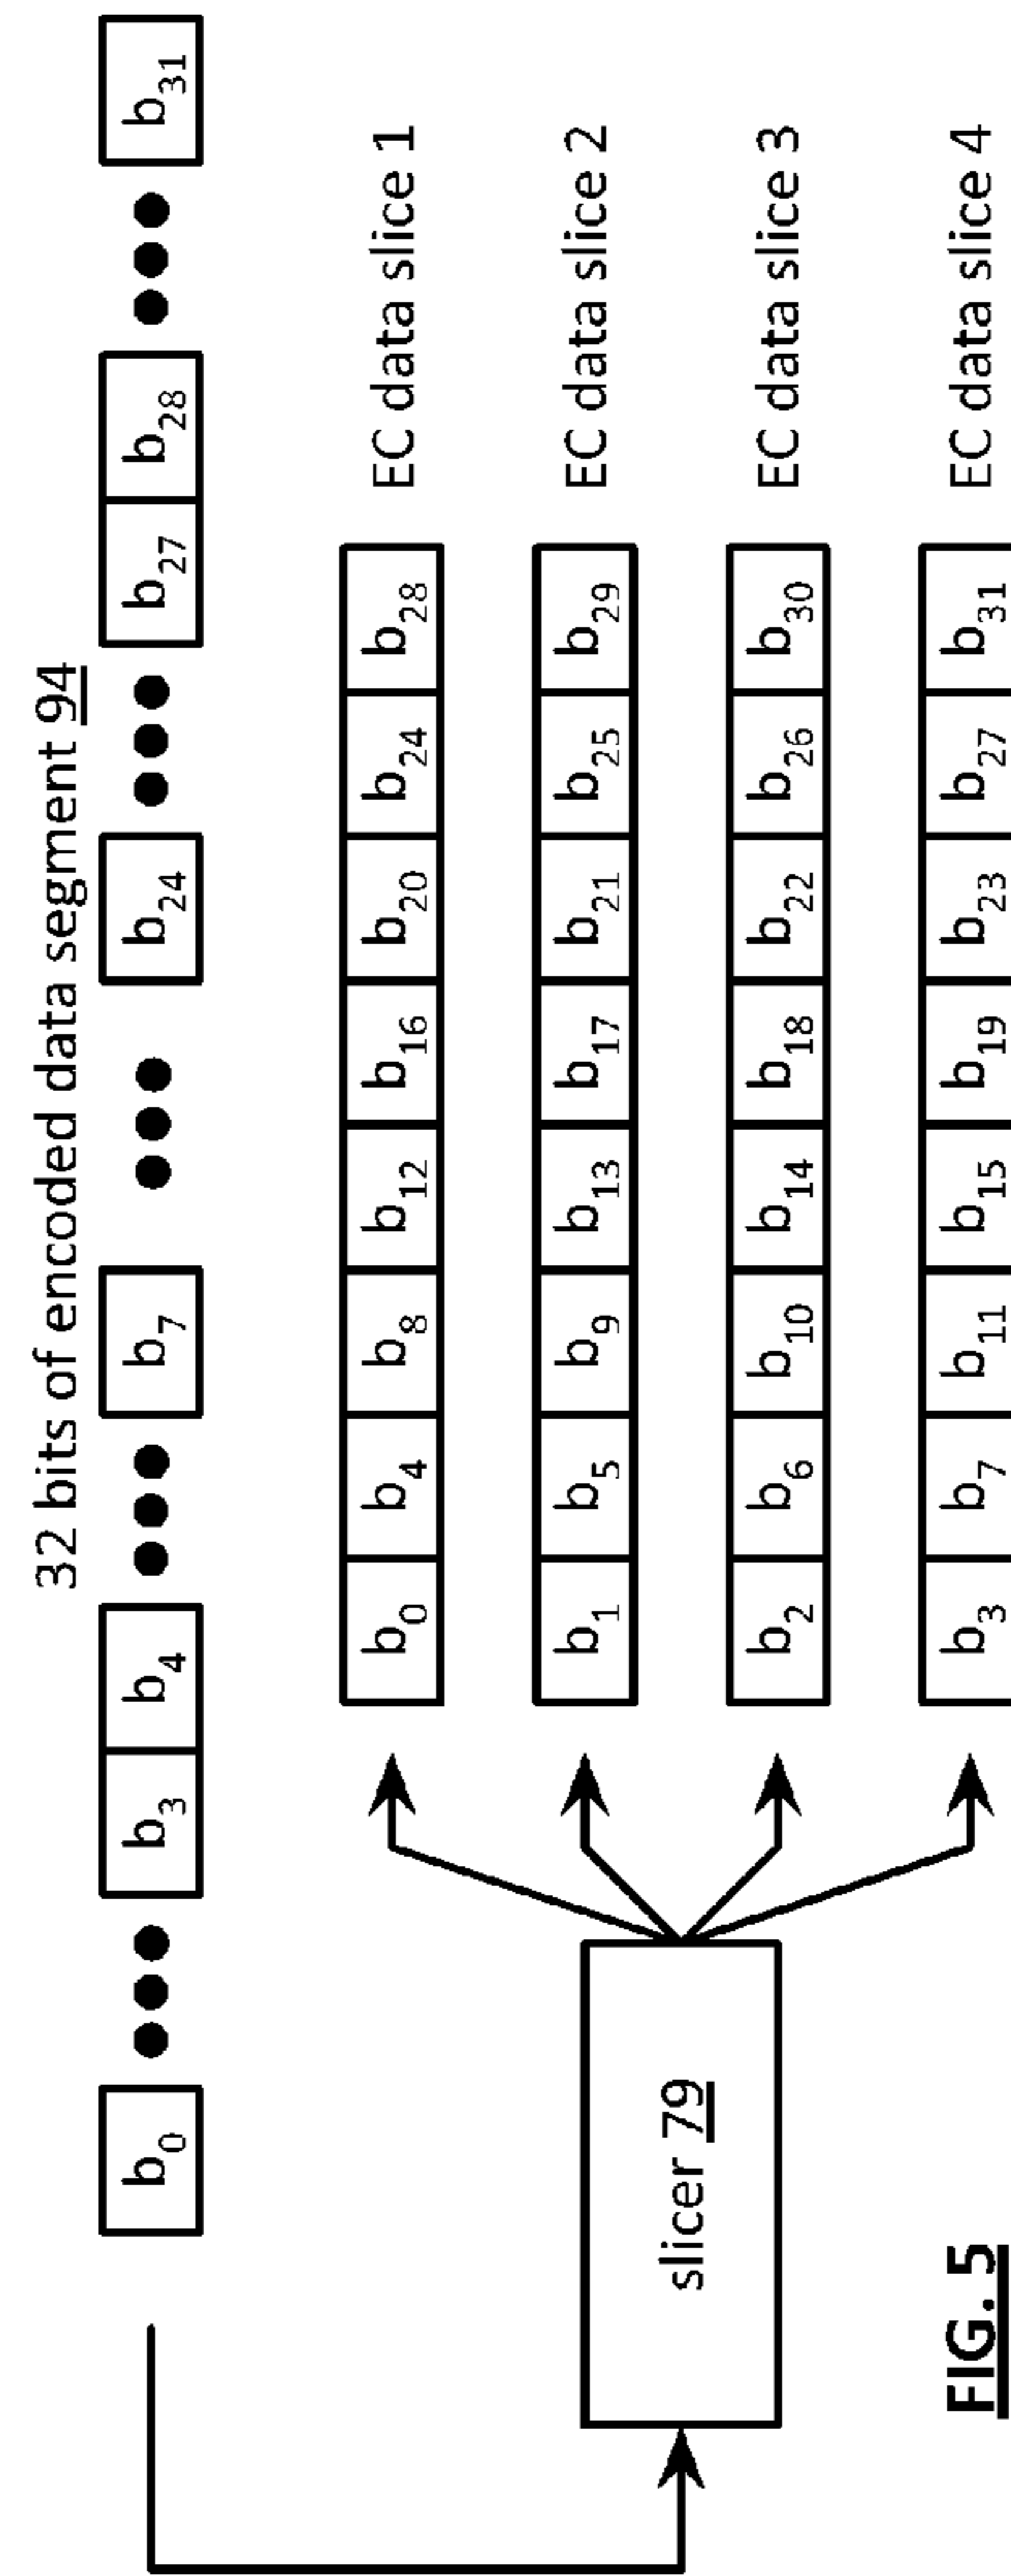 32 bits of encoded data segment 94
b0 ●●● b3 b4 ●●● b7 ●●● b24 ●●● b27 b28 ●●● b31
b0 b4 b8 b12 b16 b20 b24 b28 EC data slice 1
b1 b5 b9 b13 b17 b21 b25 b29 EC data slice 2
slicer 79
b2 b6 b10 b14 b18 b22 b26 b30 EC data slice 3
b3 b7 b11 b15 b19 b23 b27 b31 EC data slice 4
FIG. 5